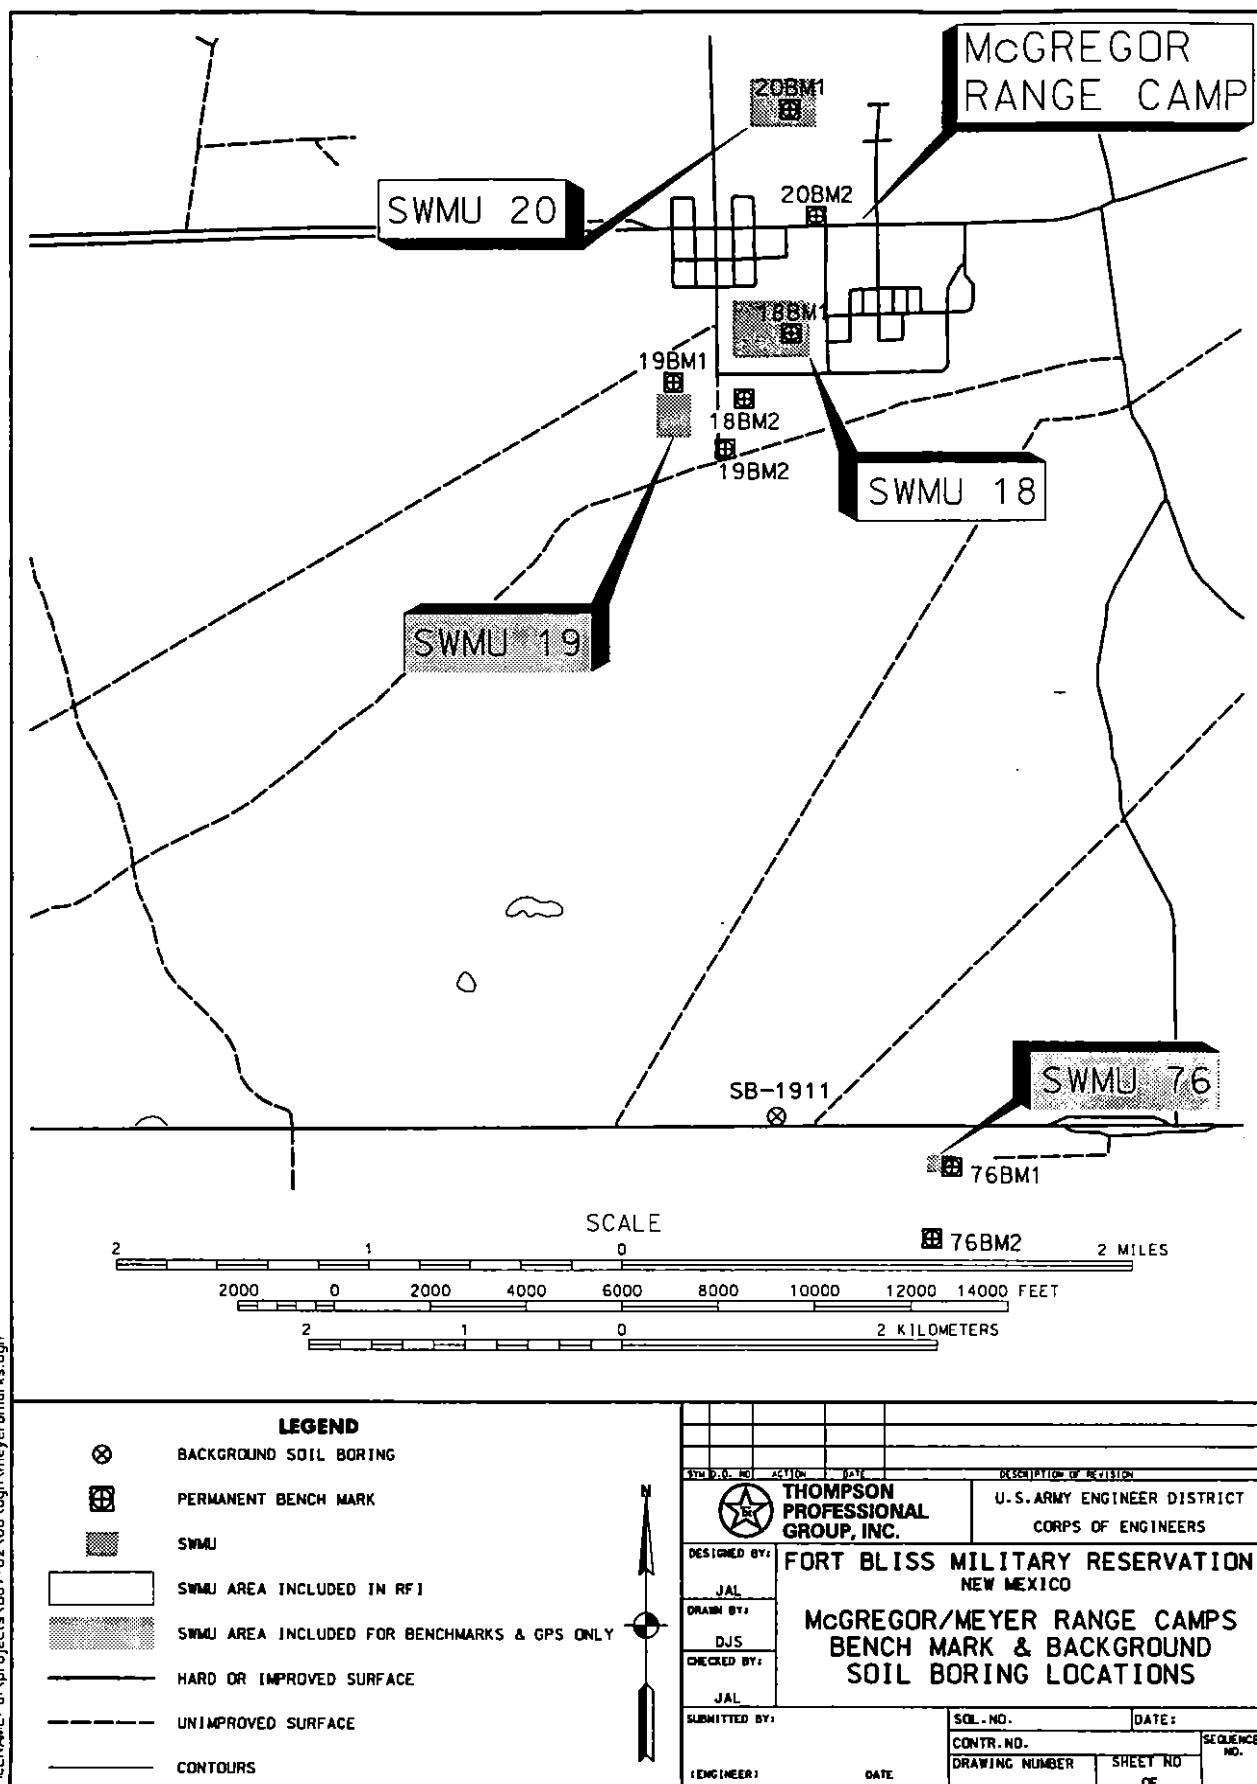 McGREGOR
RANGE CAMP
20BM1
SWMU 20
20BM2
18BM1
19BM1
18BM2
19BM2
SWMU 18
SWMU 19
SWMU 76
SB-1911
76BM1
SCALE
76BM2
2 1 0 2 MILES
2000 0 2000 4000 6000 8000 10000 12000 14000 FEET
2 1 0 2 KILOMETERS
LEGEND
BACKGROUND SOIL BORING
PERMANENT BENCH MARK
SWMU
SWMU AREA INCLUDED IN RFI
SWMU AREA INCLUDED FOR BENCHMARKS & GPS ONLY
HARD OR IMPROVED SURFACE
UNIMPROVED SURFACE
CONTOURS
N
SYM D.O. NO ACTION DATE DESCRIPTION OF REVISION
THOMPSON
PROFESSIONAL
GROUP, INC.
U.S. ARMY ENGINEER DISTRICT
CORPS OF ENGINEERS
DESIGNED BY:
JAL
DRAWN BY:
DJS
CHECKED BY:
JAL
FORT BLISS MILITARY RESERVATION
NEW MEXICO
McGREGOR/MEYER RANGE CAMPS
BENCH MARK & BACKGROUND
SOIL BORING LOCATIONS
SUBMITTED BY:
(ENGINEER) DATE
SOL. NO. DATE:
CONTR. NO.
DRAWING NUMBER SHEET NO
OF
SEQUENCE
NO.